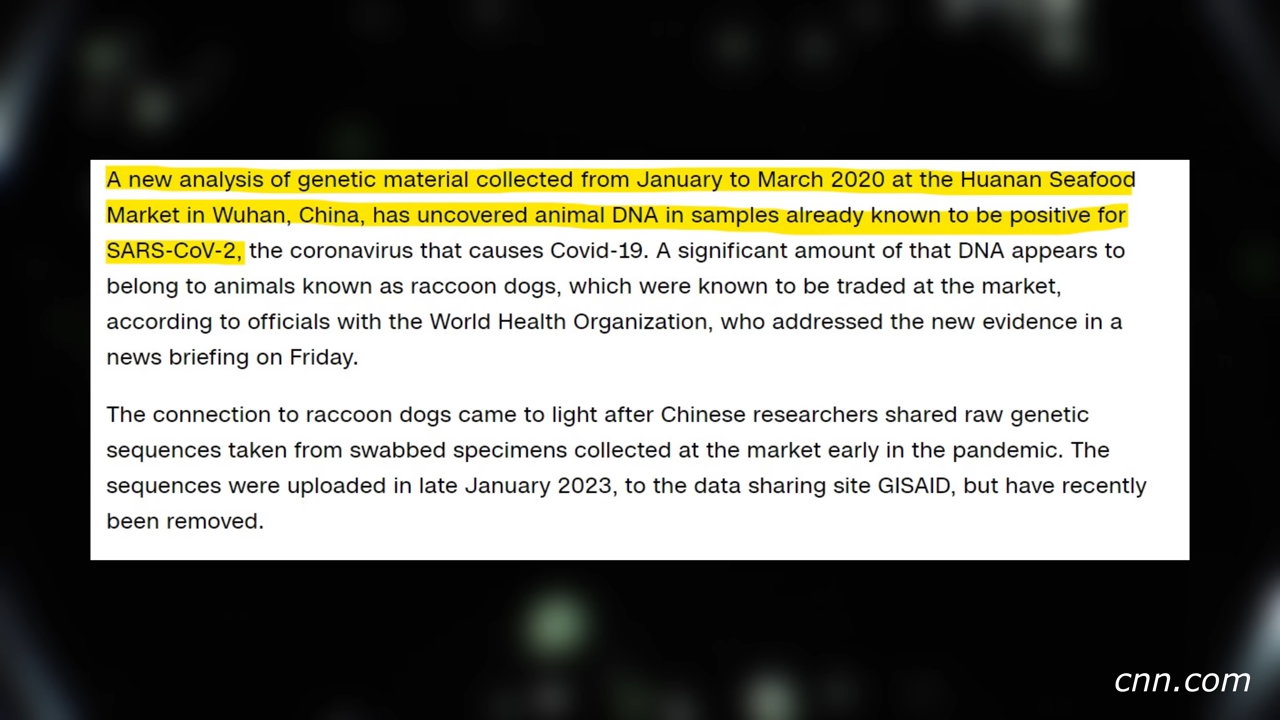 A new analysis of genetic material collected from January to March 2020 at the Huanan Seafood
Market in Wuhan, China, has uncovered animal DNA in samples already known to be positive for
SARS-CoV-2, the coronavirus that causes Covid-19. A significant amount of that DNA appears to
belong to animals known as raccoon dogs, which were known to be traded at the market,
according to officials with the World Health Organization, who addressed the new evidence in a
news briefing on Friday.
The connection to raccoon dogs came to light after Chinese researchers shared raw genetic
sequences taken from swabbed specimens collected at the market early in the pandemic. The
sequences were uploaded in late January 2023, to the data sharing site GISAID, but have recently
been removed.
cnn.com